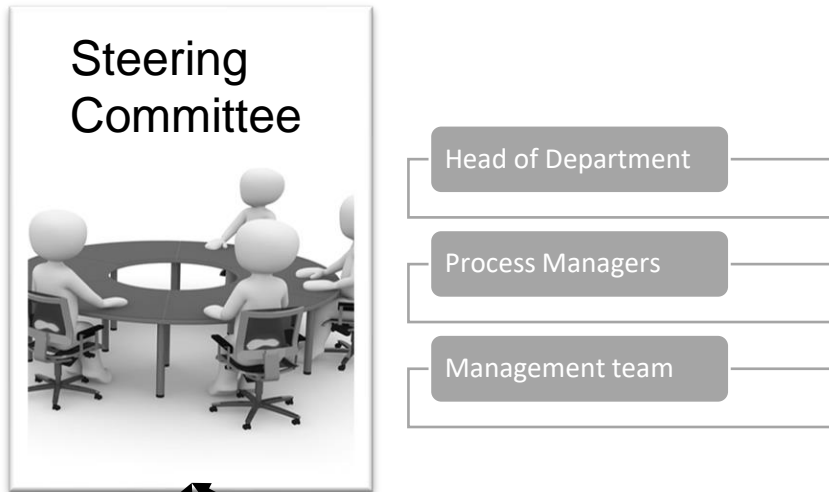 Steering
Committee
Head of Department
Process Managers
Management team